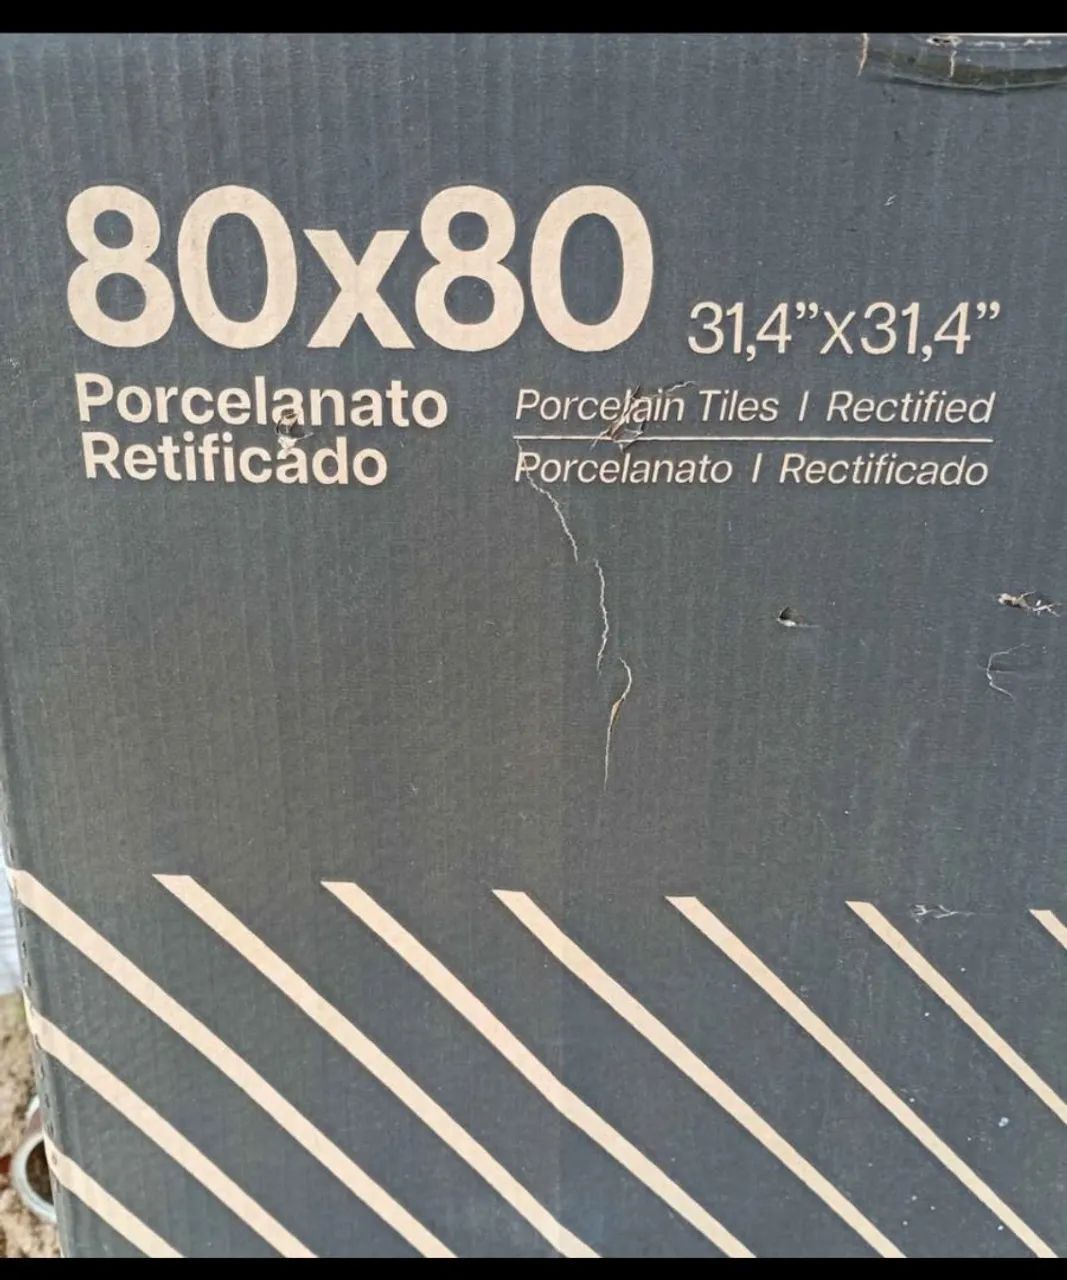 80x80 31,4”x31,4”
Porcelanato
Retificado
Porcelain Tiles | Rectified
Porcelanato | Rectificado